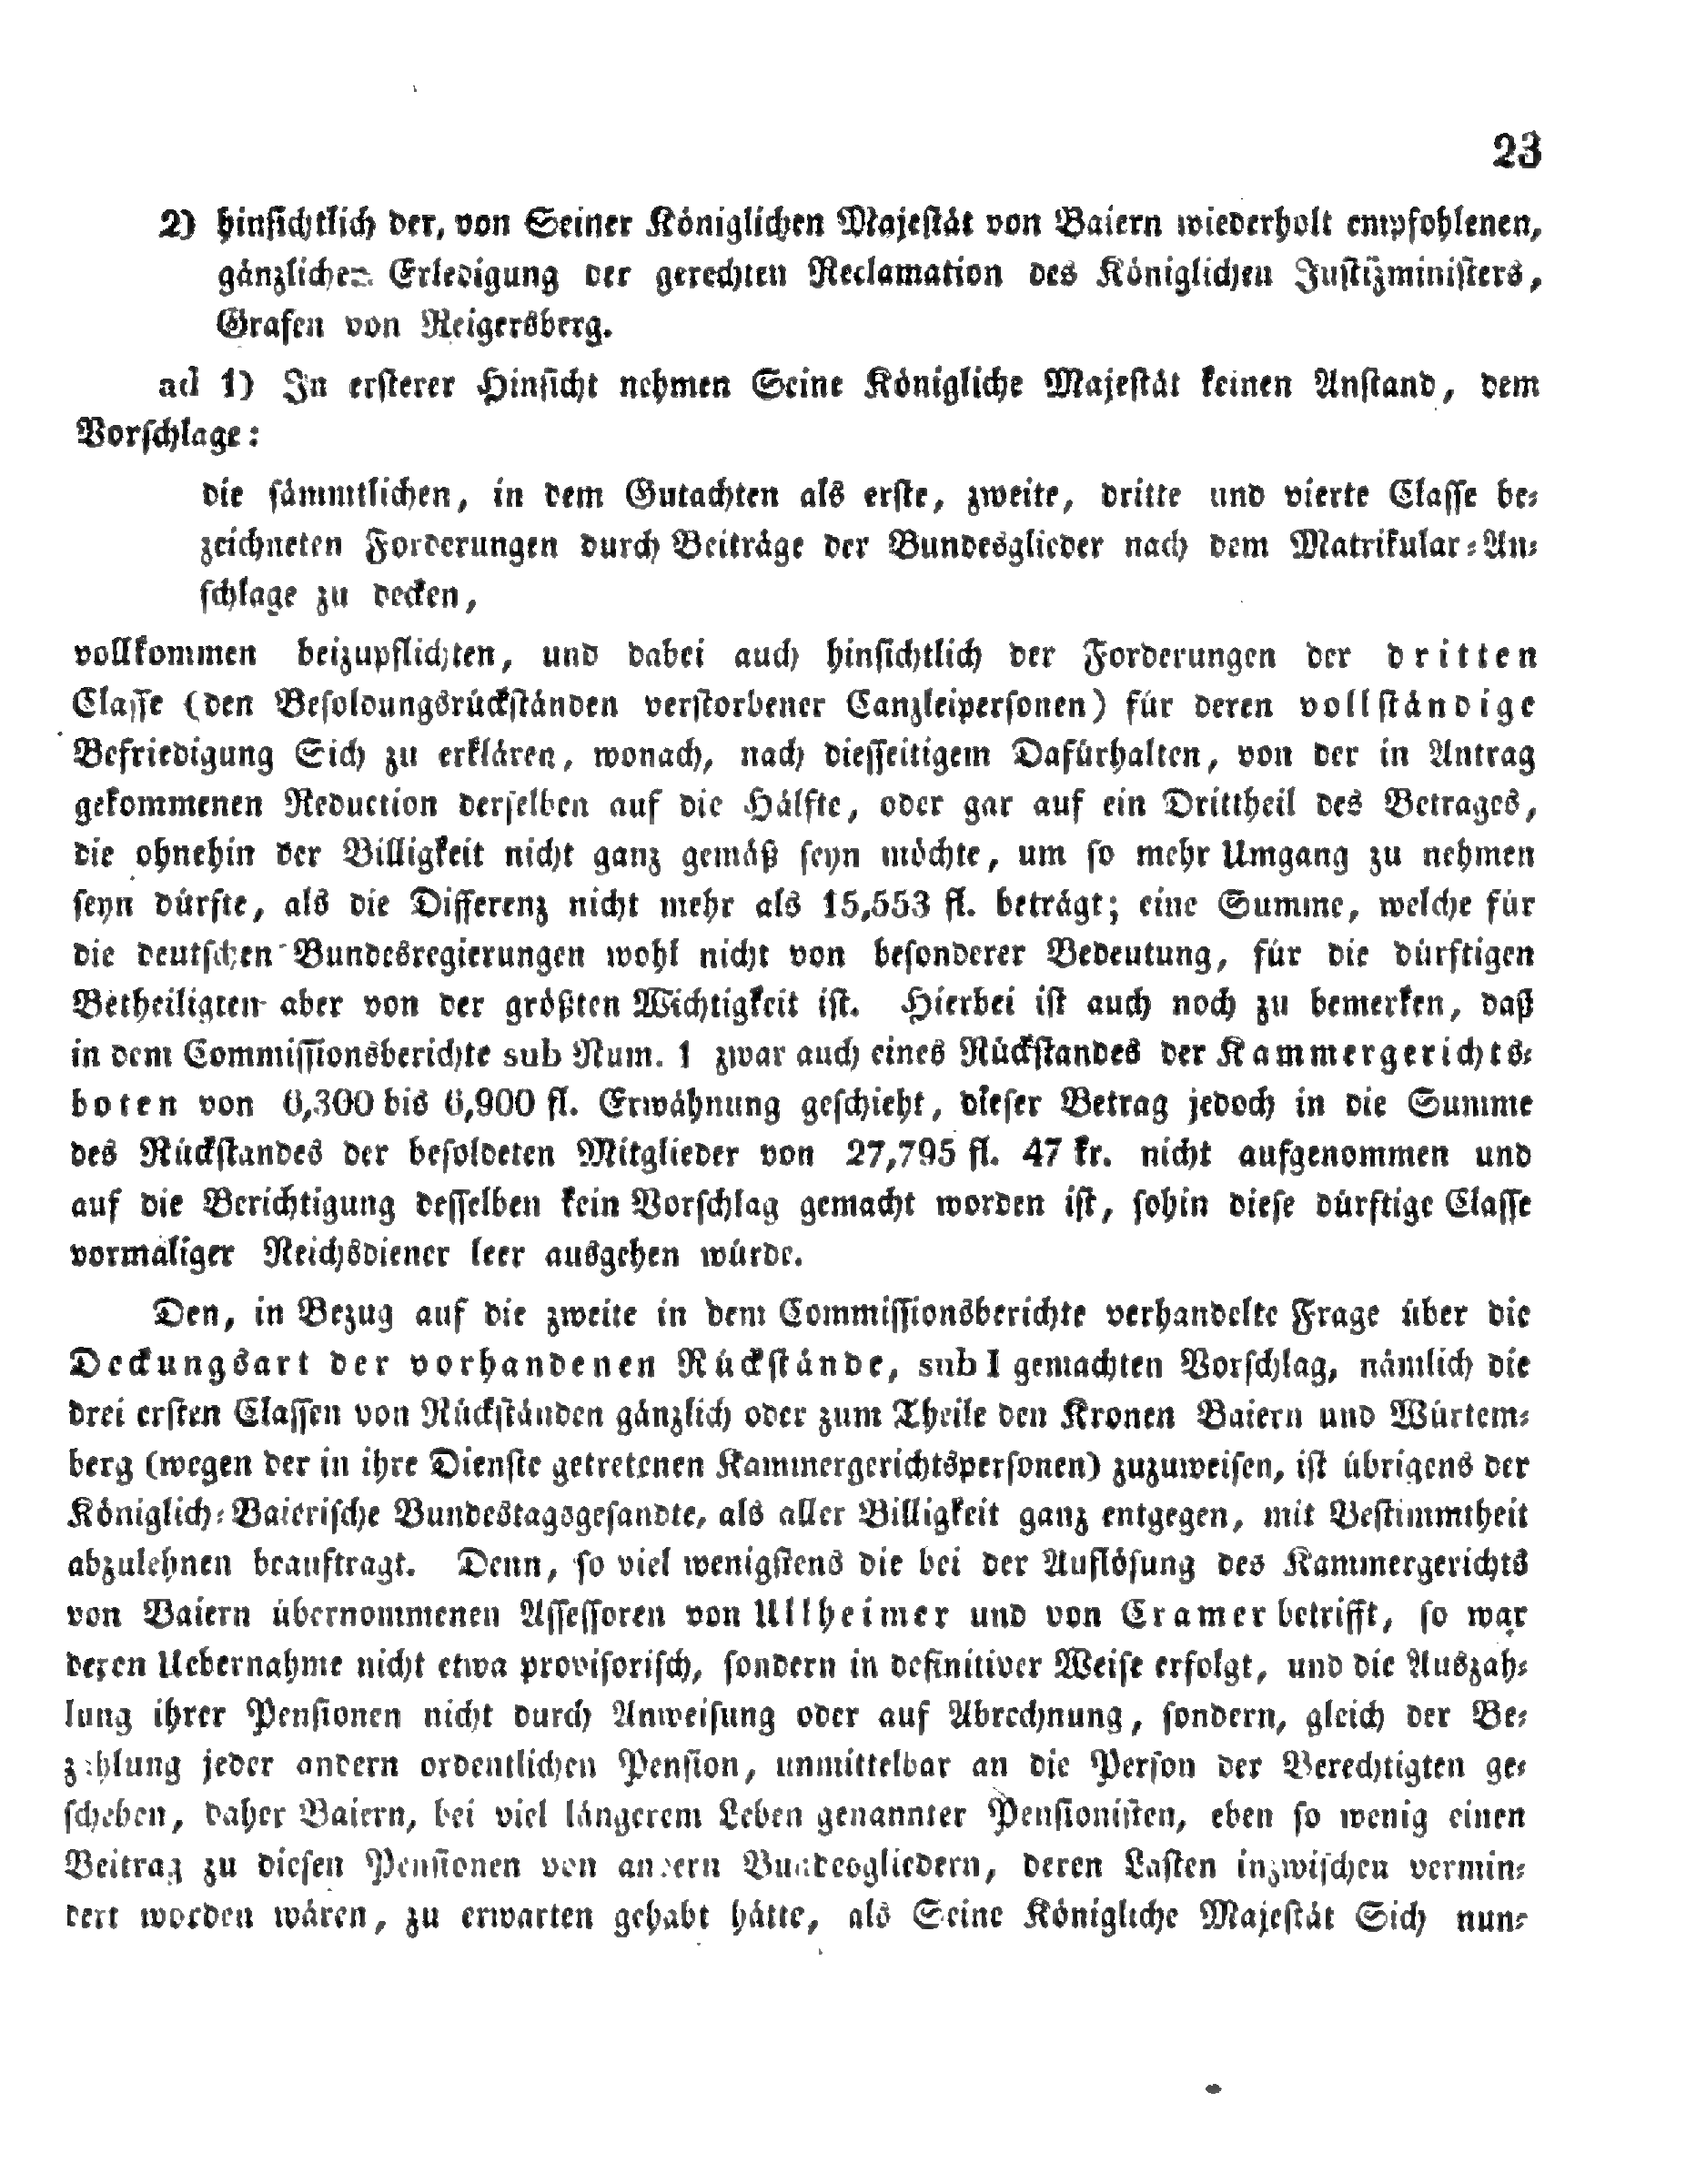 23
2) hinsichtlich der, von Seiner Königlichen Majestät von Baiern wiederholt empfohlenen,
gänzlichen Erledigung der gerechten Reclamation des Königlichen Justizministers,
Grafen von Reigersberg.
ad 1) In ersterer Hinsicht nehmen Seine Königliche Majestät keinen Anstand, dem
Vorschlage:
die sämmtlichen, in dem Gutachten als erste, zweite, dritte und vierte Classe be-
zeichneten Forderungen durch Beiträge der Bundesglieder nach dem Matrikular-An-
schlage zu decken,
vollkommen beizupflichten, und dabei auch hinsichtlich der Forderungen der dritten
Classe (den Besoldungsrückständen verstorbener Canzleipersonen) für deren vollständige
Befriedigung Sich zu erklären, wonach, nach diesseitigem Dafürhalten, von der in Antrag
gekommenen Reduction derselben auf die Hälfte, oder gar auf ein Drittheil des Betrages,
die ohnehin der Billigkeit nicht ganz gemäß seyn möchte, um so mehr Umgang zu nehmen
seyn dürfte, als die Differenz nicht mehr als 15,553 fl. beträgt; eine Summe, welche für
die deutschen Bundesregierungen wohl nicht von besonderer Bedeutung, für die dürftigen
Betheiligten aber von der größten Wichtigkeit ist. Hierbei ist auch noch zu bemerken, daß
in dem Commissionsberichte sub Num. 1 zwar auch eines Rückstandes der Kammergerichts-
boten von 6,300 bis 6,900 fl. Erwähnung geschieht, dieser Betrag jedoch in die Summe
des Rückstandes der besoldeten Mitglieder von 27,795 fl. 47 kr. nicht aufgenommen und
auf die Berichtigung desselben kein Vorschlag gemacht worden ist, sohin diese dürftige Classe
vormaliger Reichsdiener leer ausgehen würde.
Den, in Bezug auf die zweite in dem Commissionsberichte verhandelte Frage über die
Deckungsart der vorhandenen Rückstände, sub I gemachten Vorschlag, nämlich die
drei ersten Classen von Rückständen gänzlich oder zum Theile den Kronen Baiern und Würtem-
berg (wegen der in ihre Dienste getretenen Kammergerichtspersonen) zuzuweisen, ist übrigens der
Königlich-Baierische Bundestagsgesandte, als aller Billigkeit ganz entgegen, mit Bestimmtheit
abzulehnen beauftragt. Denn, so viel wenigstens die bei der Auflösung des Kammergerichts
von Baiern übernommenen Assessoren von Ullheimer und von Cramer betrifft, so war
deren Uebernahme nicht etwa provisorisch, sondern in definitiver Weise erfolgt, und die Auszah-
lung ihrer Pensionen nicht durch Anweisung oder auf Abrechnung, sondern, gleich der Be-
zahlung jeder andern ordentlichen Pension, unmittelbar an die Person der Berechtigten ge-
schehen, daher Baiern, bei viel längerem Leben genannter Pensionisten, eben so wenig einen
Beitrag zu diesen Pensionen von andern Bundesgliedern, deren Lasten inzwischen vermin-
dert worden wären, zu erwarten gehabt hätte, als Seine Königliche Majestät Sich nun-